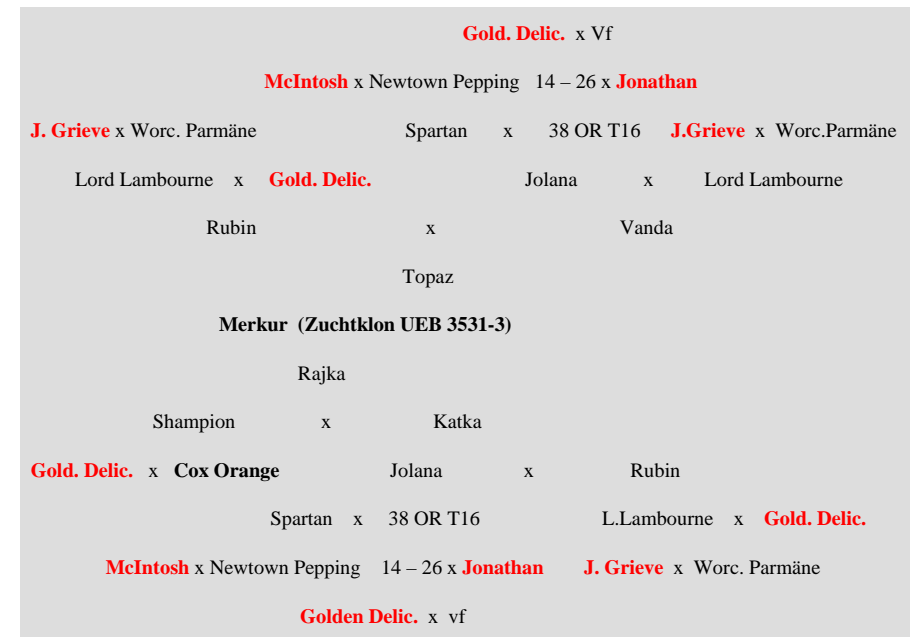 Gold. Delic. x Vf
McIntosh x Newtown Pepping 14 – 26 x Jonathan
J. Grieve x Worc. Parmäne Spartan x 38 OR T16 J.Grieve x Worc.Parmäne
Lord Lambourne x Gold. Delic. Jolana x Lord Lambourne
Rubin x Vanda
Topaz
Merkur (Zuchtklon UEB 3531-3)
Rajka
Shampion x Katka
Gold. Delic. x Cox Orange Jolana x Rubin
Spartan x 38 OR T16 L.Lambourne x Gold. Delic.
McIntosh x Newtown Pepping 14 – 26 x Jonathan J. Grieve x Worc. Parmäne
Golden Delic. x vf